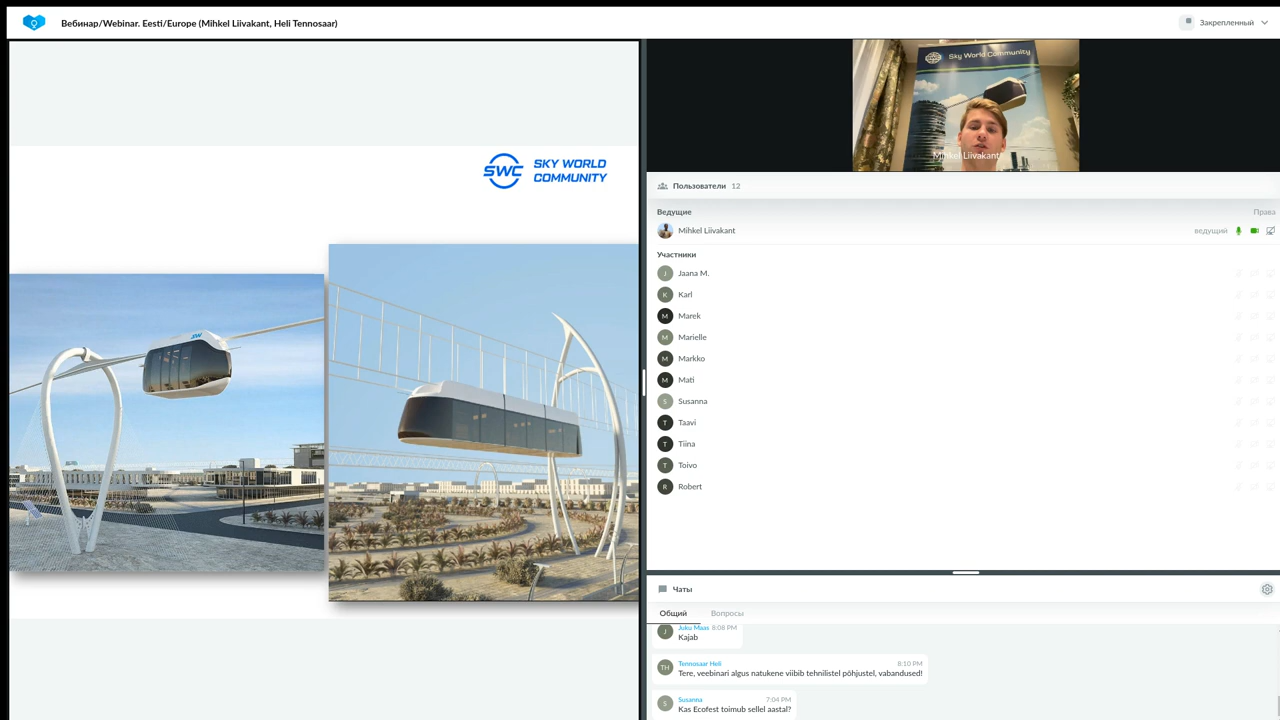 Вебинар/Webinar. Eesti/Europe (Mihkel Liivakant, Heli Tennosaar)
Закрепленный
SWC SKY WORLD
COMMUNITY
Sky World Community
Mihkel Liivakant
Пользователи 12
Ведущие Права
Mihkel Liivakant ведущий
Участники
J Jaana M.
K Karl
M Marek
M Marielle
M Markko
M Mati
S Susanna
T Taavi
T Tiina
T Toivo
R Robert
Чаты
Общий Вопросы
Juku Maas 8:08 PM
J Kajab
Tennosaar Heli 8:10 PM
TH Tere, veebinari algus natukene viibib tehnilistel põhjustel, vabandused!
Susanna 7:04 PM
S Kas Ecofest toimub sellel aastal?